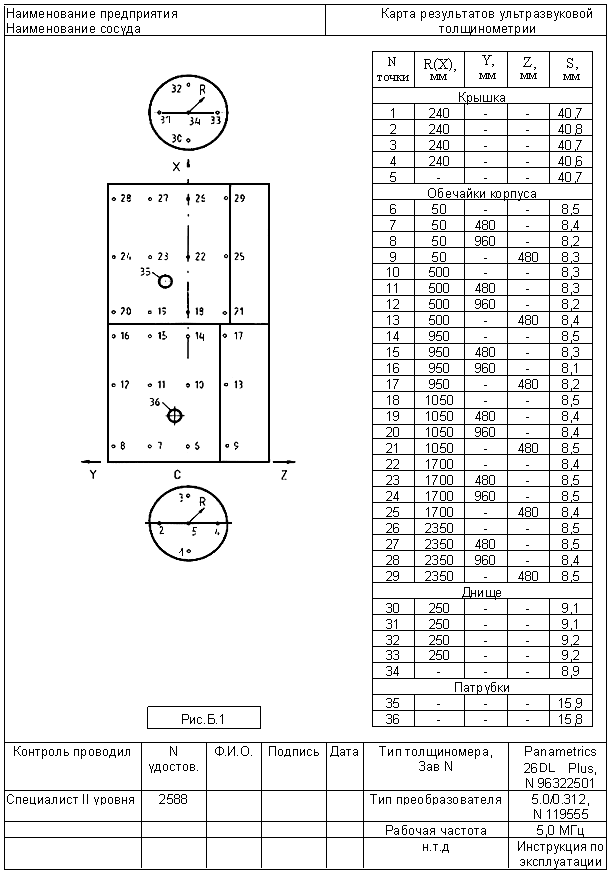 Наименование предприятия
Наименование сосуда
Карта результатов ультразвуковой
толщинометрии
32 R
31 34 33
30
X
28 27 26 29
24 23 22 25
35
20 19 18 21
16 15 14 17
12 11 10 13
36
8 7 6 9
Y C Z
3 R
2 5 4
1
Рис.Б.1
N точки R(X), мм Y, мм Z, мм S, мм
Крышка
1 240 - - 40,7
2 240 - - 40,8
3 240 - - 40,7
4 240 - - 40,6
5 - - - 40,7
Обечайки корпуса
6 50 - - 8,5
7 50 480 - 8,4
8 50 960 - 8,2
9 50 - 480 8,3
10 500 - - 8,3
11 500 480 - 8,3
12 500 960 - 8,2
13 500 - 480 8,4
14 950 - - 8,5
15 950 480 - 8,3
16 950 960 - 8,1
17 950 - 480 8,2
18 1050 - - 8,5
19 1050 480 - 8,4
20 1050 960 - 8,4
21 1050 - 480 8,5
22 1700 - - 8,4
23 1700 480 - 8,5
24 1700 960 - 8,5
25 1700 - 480 8,4
26 2350 - - 8,5
27 2350 480 - 8,5
28 2350 960 - 8,4
29 2350 - 480 8,5
Днище
30 250 - - 9,1
31 250 - - 9,1
32 250 - - 9,2
33 250 - - 9,2
34 - - - 8,9
Патрубки
35 - - - 15,9
36 - - - 15,8
Контроль проводил N удостов. Ф.И.О. Подпись Дата Тип толщиномера, Зав N Panametrics 26DL Plus, N 96322501
Специалист II уровня 2588 Тип преобразователя 5.0/0.312, N 119555
Рабочая частота 5,0 МГц
н.т.д Инструкция по эксплуатации